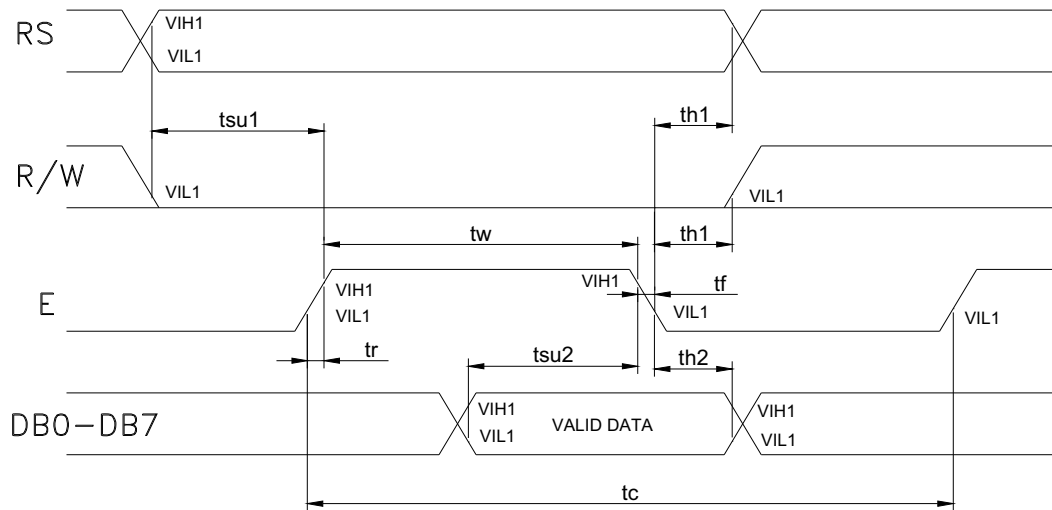 RS
VIH1
VIL1
tsu1
th1
R/W
VIL1
VIL1
tw
th1
E
VIH1
VIH1
tf
VIL1
VIL1
VIL1
tr
tsu2
th2
DB0-DB7
VIH1
VIL1
VALID DATA
VIH1
VIL1
tc